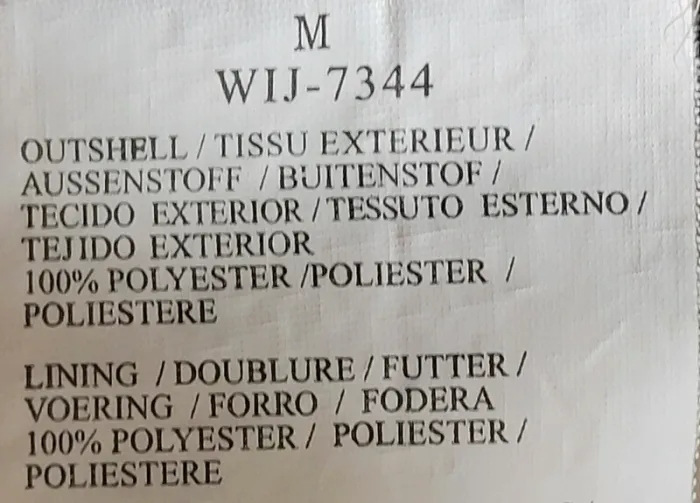 M
WIJ-7344
OUTSHELL / TISSU EXTERIEUR /
AUSSENSTOFF / BUITENSTOF /
TECIDO EXTERIOR / TESSUTO ESTERNO /
TEJIDO EXTERIOR
100% POLYESTER /POLIESTER /
POLIESTERE
LINING / DOUBLURE / FUTTER /
VOERING / FORRO / FODERA
100% POLYESTER / POLIESTER /
POLIESTERE